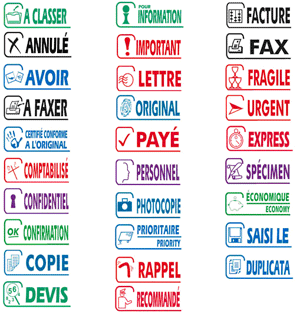 A CLASSER
ANNULÉ
AVOIR
A FAXER
CERTIFIÉ CONFORME
A L'ORIGINAL
COMPTABILISÉ
CONFIDENTIEL
OK CONFIRMATION
COPIE
DEVIS
POUR
INFORMATION
IMPORTANT
LETTRE
ORIGINAL
PAYÉ
PERSONNEL
PHOTOCOPIE
PRIORITAIRE
PRIORITY
RAPPEL
RECOMMANDÉ
FACTURE
FAX
FRAGILE
URGENT
EXPRESS
SPÉCIMEN
ÉCONOMIQUE
ECONOMY
SAISI LE
DUPLICATA